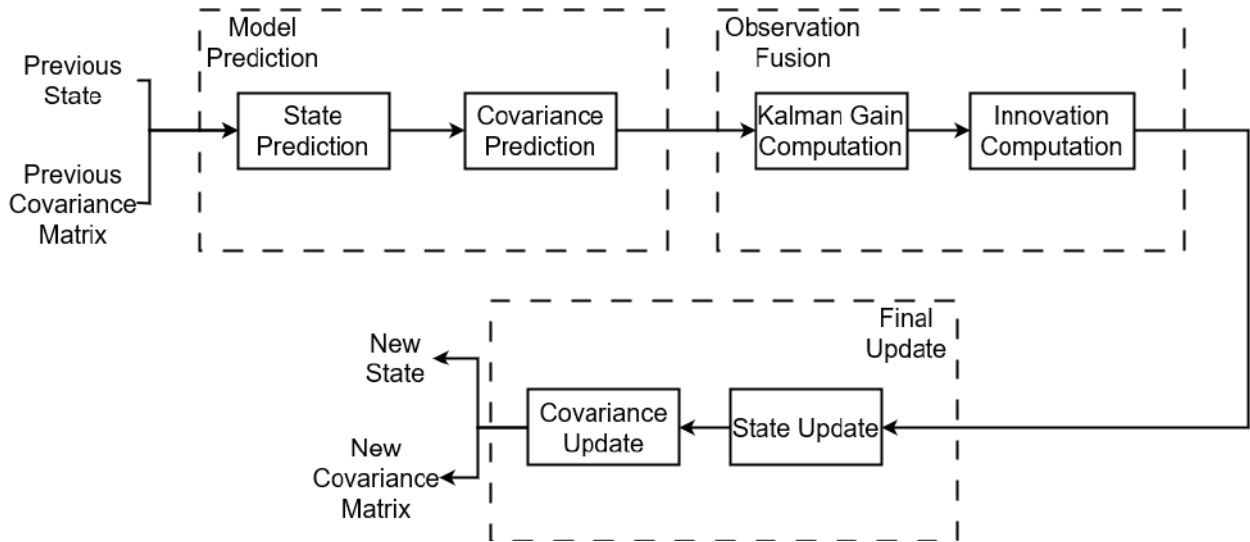 Model
Prediction
Observation
Fusion
Previous
State
State
Prediction
Covariance
Prediction
Kalman Gain
Computation
Innovation
Computation
Previous
Covariance
Matrix
Final
Update
New
State
Covariance
Update
State Update
New
Covariance
Matrix